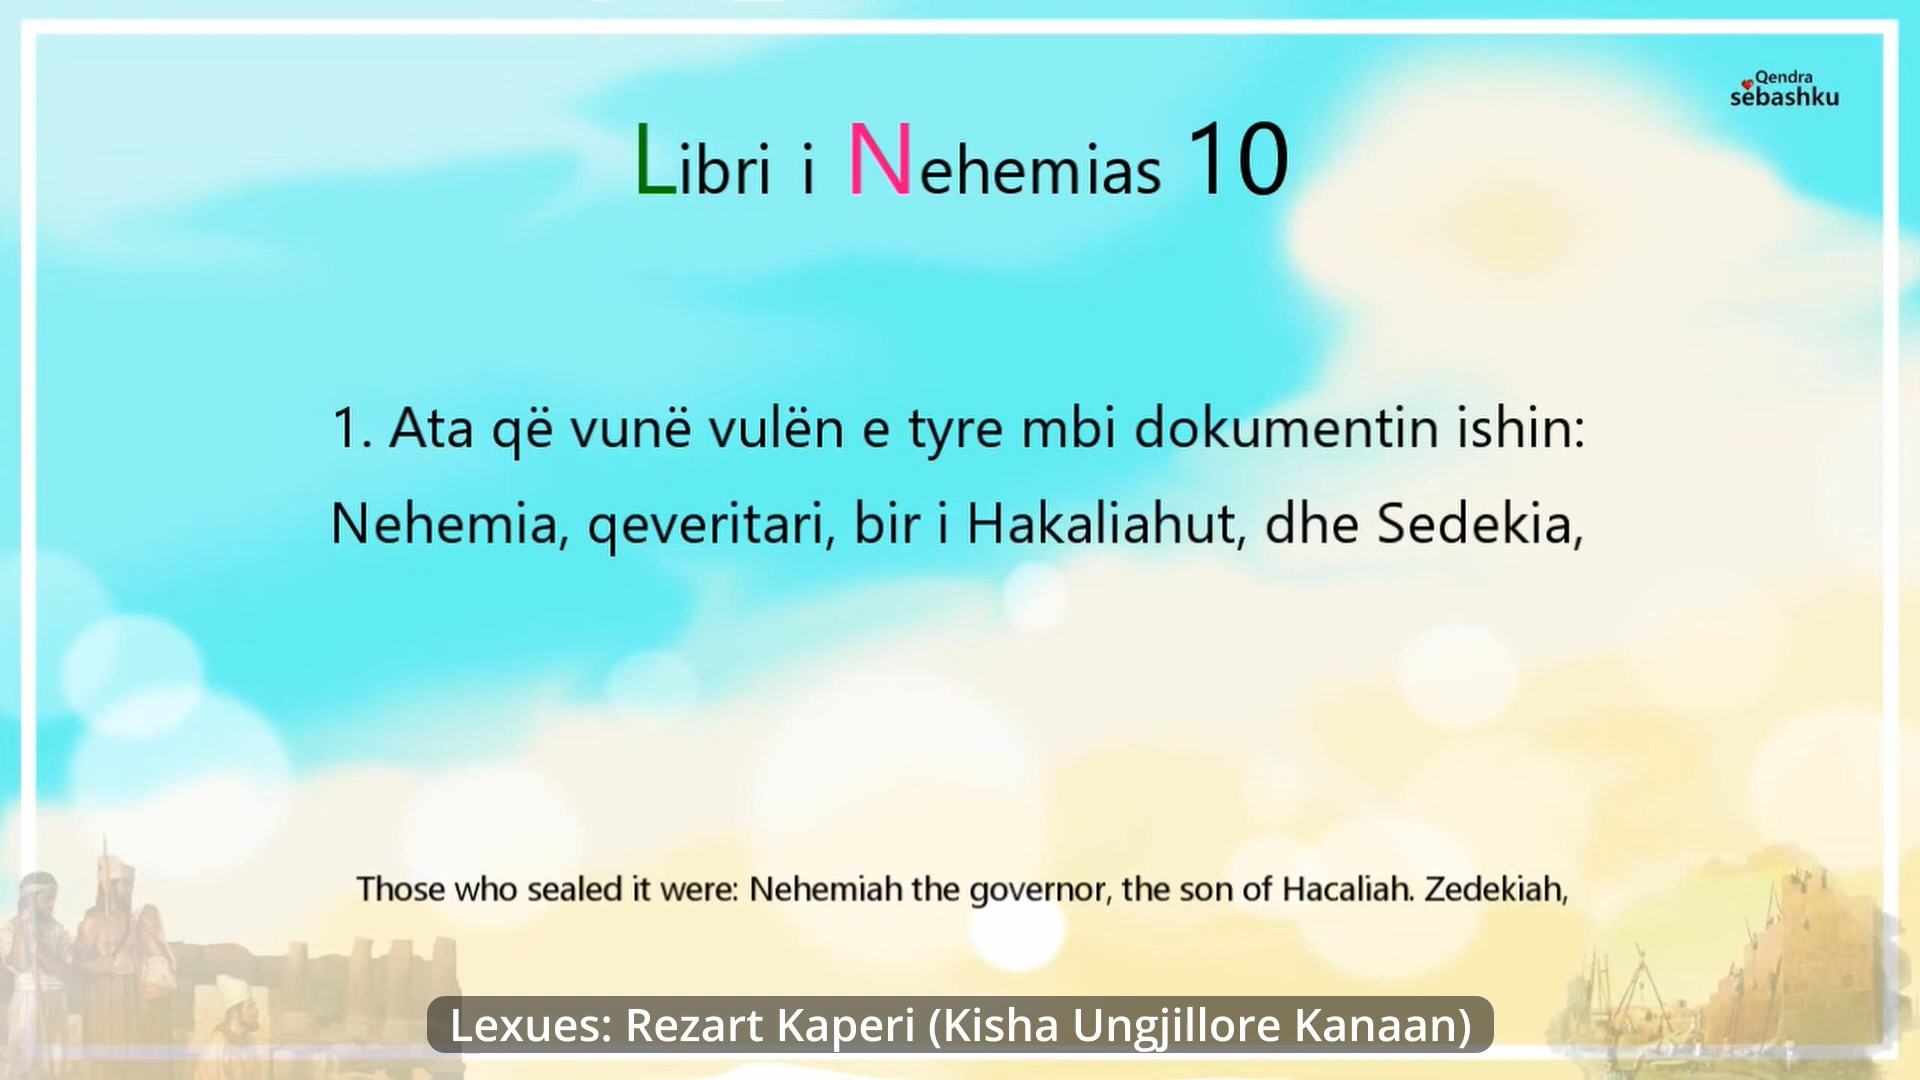 Qendra
sëbashku
Libri i Nehemias 10
1. Ata që vunë vulën e tyre mbi dokumentin ishin:
Nehemia, qeveritari, bir i Hakaliahut, dhe Sedekia,
Those who sealed it were: Nehemiah the governor, the son of Hacaliah. Zedekiah,
Lexues: Rezart Kaperi (Kisha Ungjillore Kanaan)